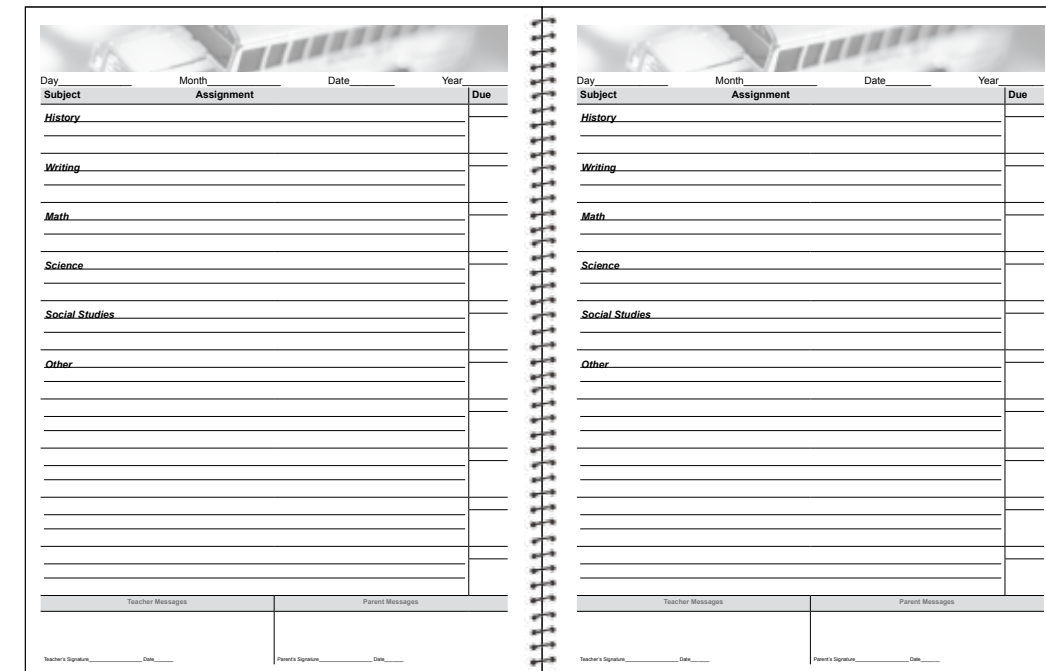 Day Month Date Year
Subject Assignment Due
History
Writing
Math
Science
Social Studies
Other
Teacher Messages Parent Messages
Teacher's Signature Date Parent's Signature Date
Day Month Date Year
Subject Assignment Due
History
Writing
Math
Science
Social Studies
Other
Teacher Messages Parent Messages
Teacher's Signature Date Parent's Signature Date